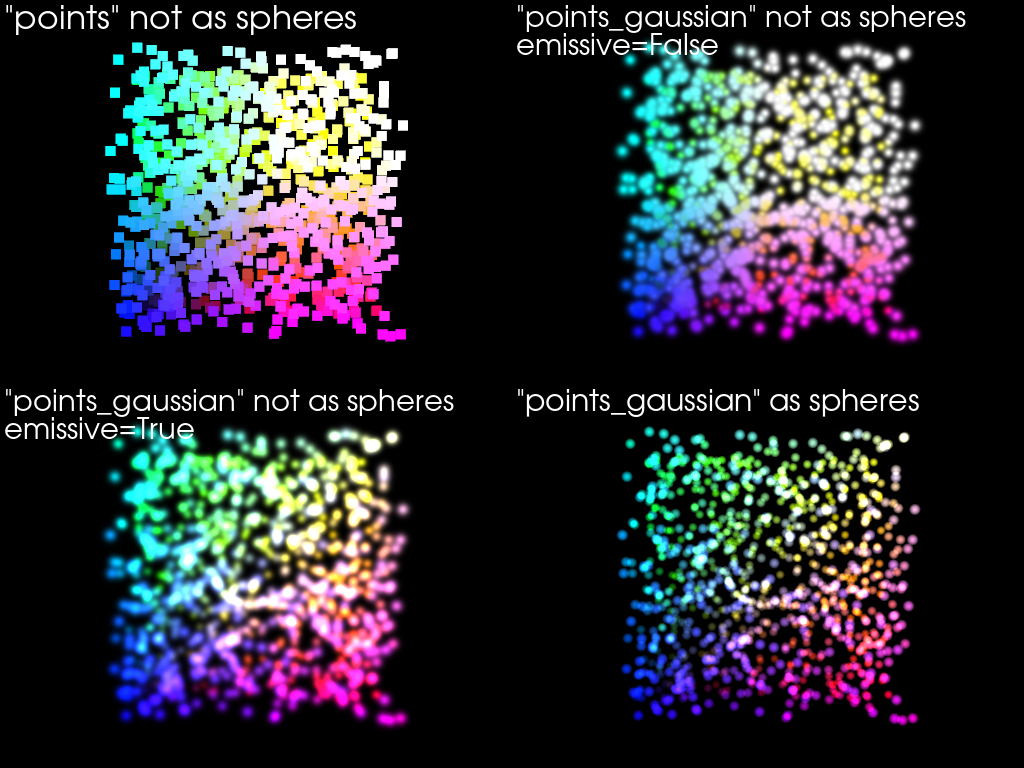 "points" not as spheres
"points_gaussian" not as spheres
emissive=False
"points_gaussian" not as spheres
emissive=True
"points_gaussian" as spheres